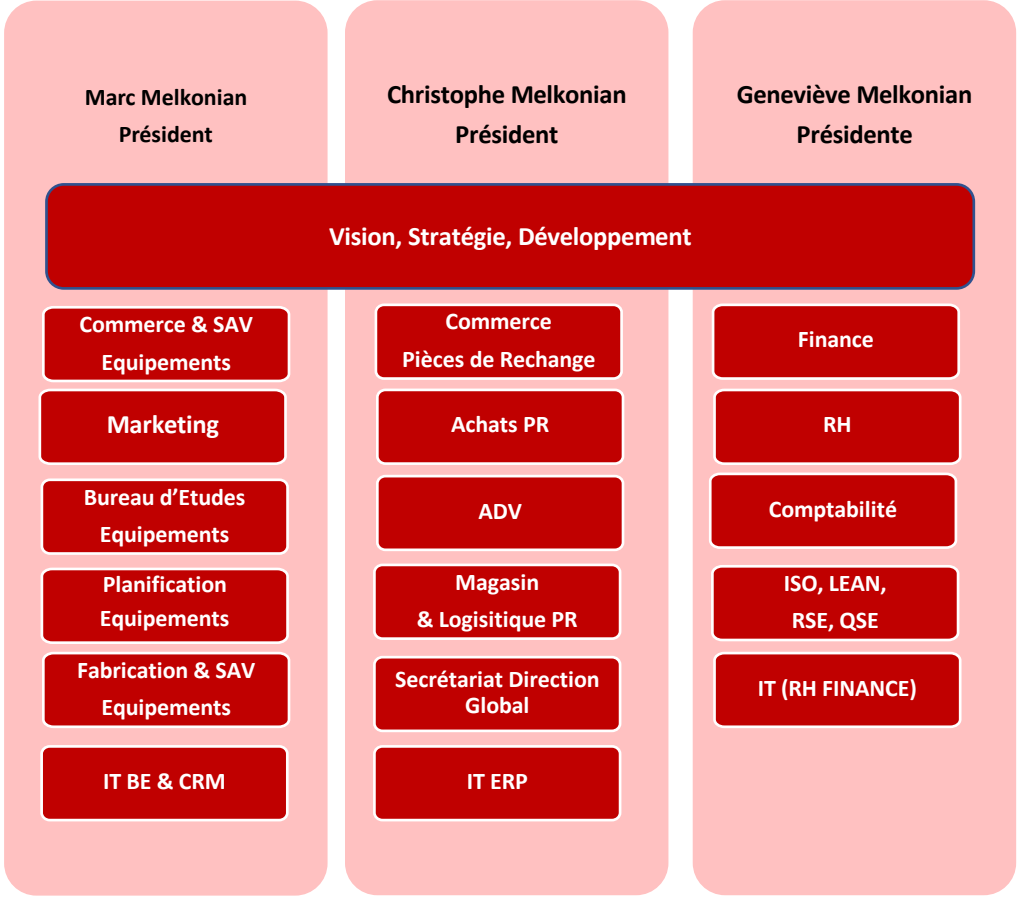 Marc Melkonian
Président
Christophe Melkonian
Président
Geneviève Melkonian
Présidente
Vision, Stratégie, Développement
Commerce & SAV
Equipements
Marketing
Bureau d’Etudes
Equipements
Planification
Equipements
Fabrication & SAV
Equipements
IT BE & CRM
Commerce
Pièces de Rechange
Achats PR
ADV
Magasin
& Logisitique PR
Secrétariat Direction
Global
IT ERP
Finance
RH
Comptabilité
ISO, LEAN,
RSE, QSE
IT (RH FINANCE)